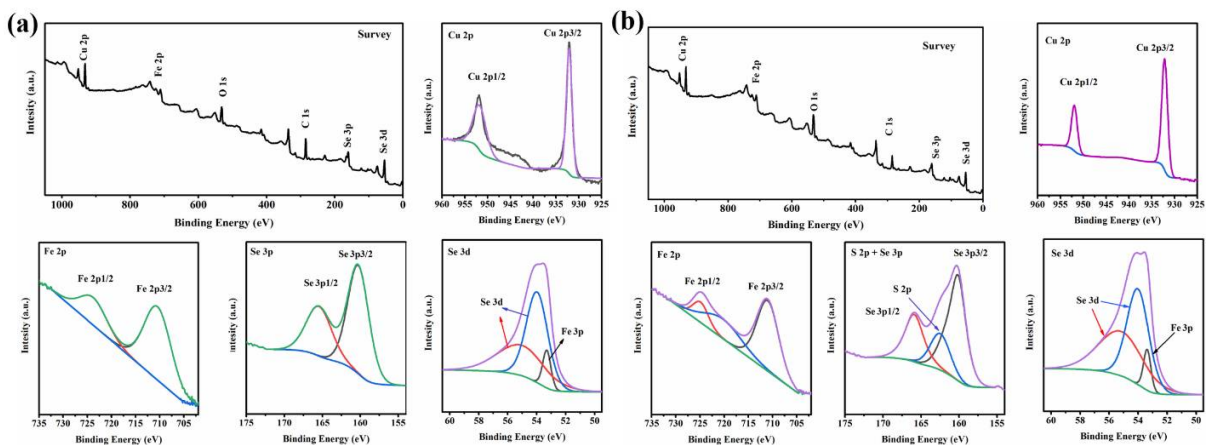 (a)
Survey
Cu 2p
Fe 2p
O 1s
C 1s
Se 3p
Se 3d
Intesity (a.u.)
1000 800 600 400 200 0
Binding Energy (eV)
Cu 2p
Cu 2p3/2
Cu 2p1/2
Intesity (a.u.)
960 955 950 945 940 935 930 925
Binding Energy (eV)
Fe 2p
Fe 2p1/2
Fe 2p3/2
Intesity (a.u.)
735 730 725 720 715 710 705
Binding Energy (eV)
Se 3p
Se 3p3/2
Se 3p1/2
Intesity (a.u.)
175 170 165 160 154
Binding Energy (eV)
Se 3d
Se 3d
Fe 3p
Intesity (a.u.)
60 58 56 54 52 50
Binding Energy (eV)
(b)
Survey
Cu 2p
Fe 2p
O 1s
C 1s
Se 3p
Se 3d
Intesity (a.u.)
1000 800 600 400 200 0
Binding Energy (eV)
Cu 2p
Cu 2p3/2
Cu 2p1/2
Intesity (a.u.)
960 955 950 945 940 935 930 925
Binding Energy (eV)
Fe 2p
Fe 2p1/2
Fe 2p3/2
Intesity (a.u.)
735 730 725 720 715 710 705
Binding Energy (eV)
S 2p + Se 3p
Se 3p3/2
S 2p
Se 3p1/2
Intesity (a.u.)
175 170 165 160 154
Binding Energy (eV)
Se 3d
Se 3d
Fe 3p
Intesity (a.u.)
60 58 56 54 52 50
Binding Energy (eV)